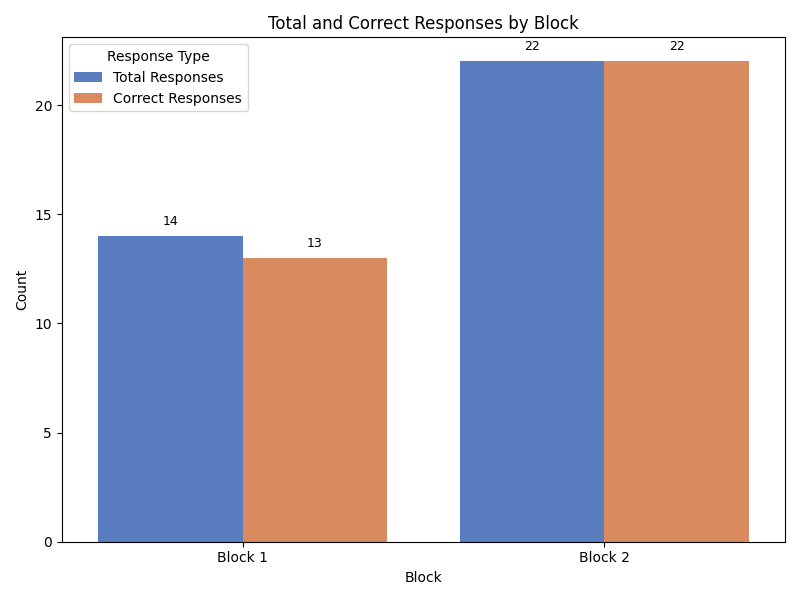 Total and Correct Responses by Block
Response Type
Total Responses
Correct Responses
22
22
14
13
20
15
10
5
0
Count
Block 1
Block 2
Block